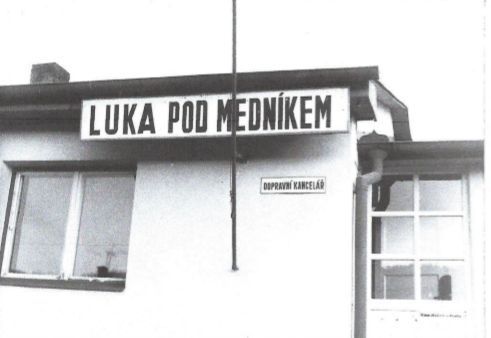 LUKA POD MEDNÍKEM
DOPRAVNÍ KANCELÁŘ